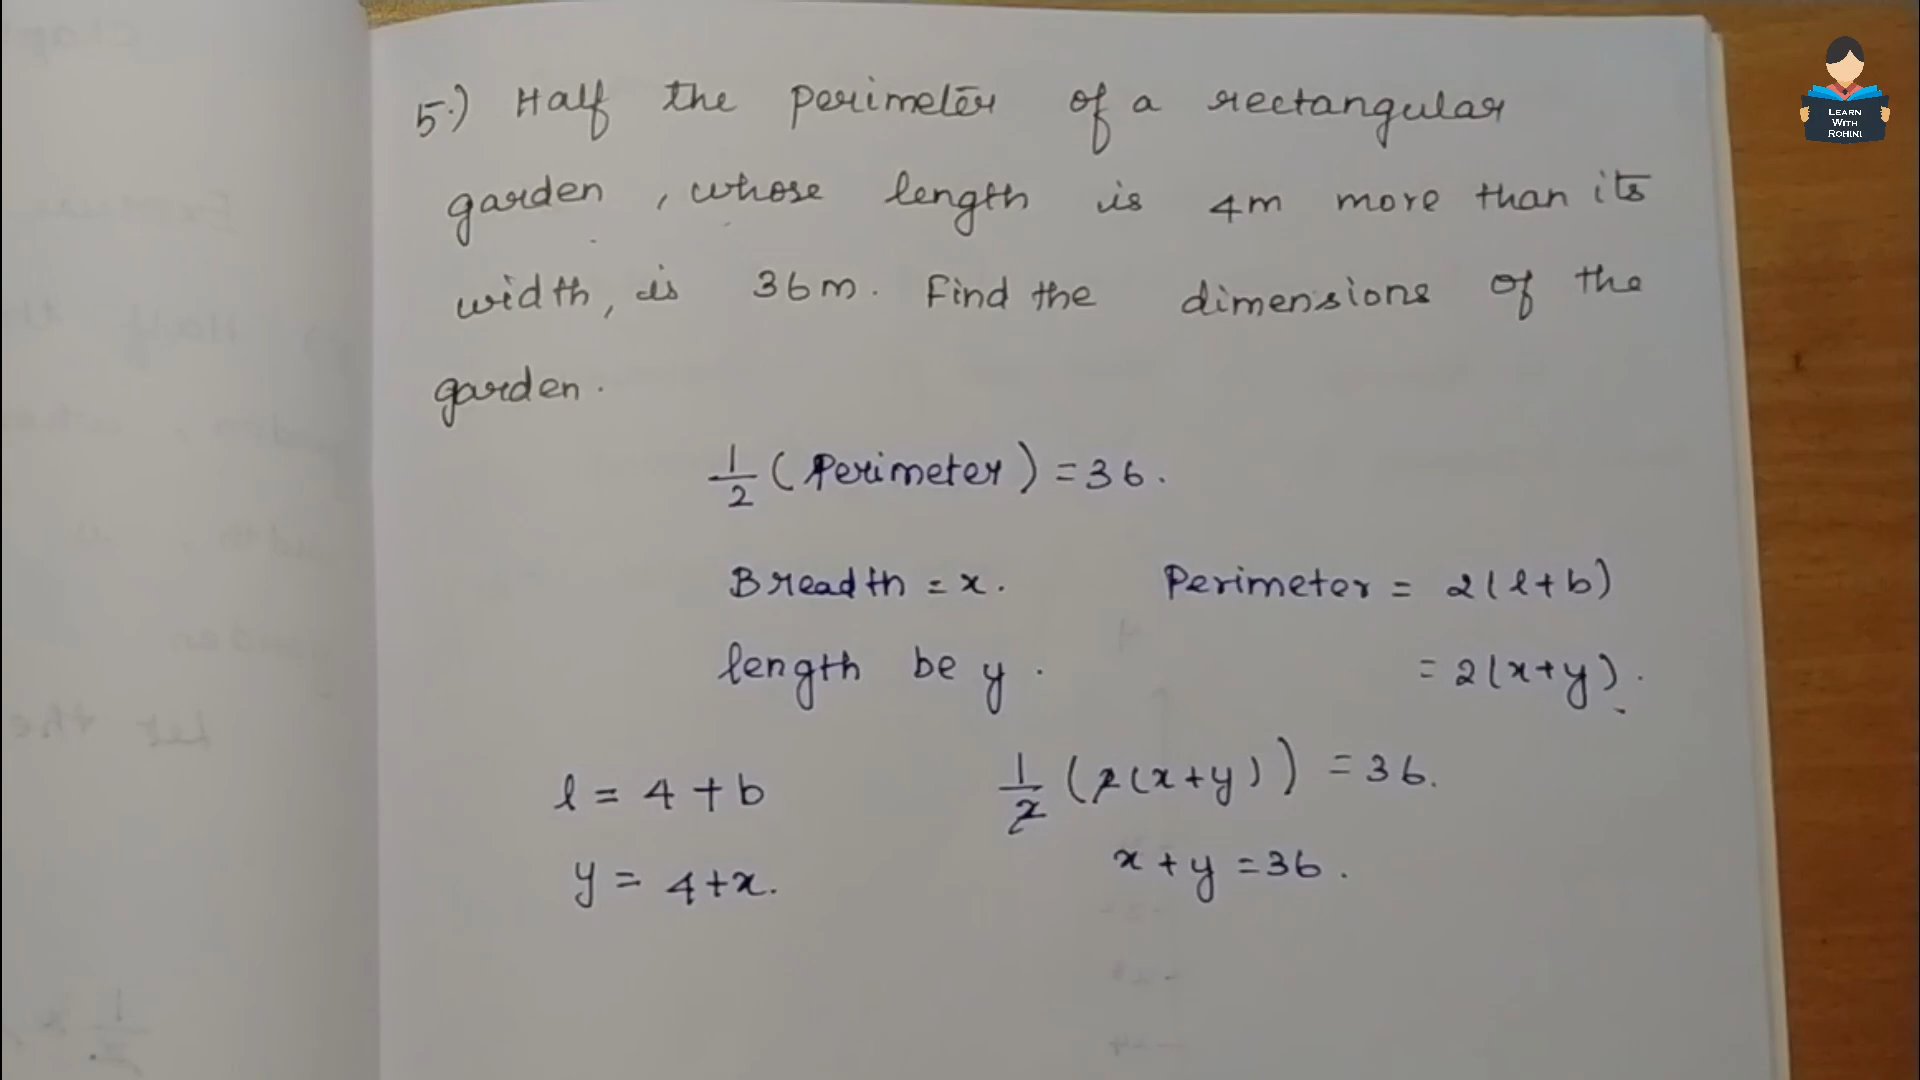 5.) Half the perimeter of a rectangular
garden, whose length is 4m more than its
width, is 36m. Find the dimensions of the
garden.
1/2 (Perimeter) = 36.
Breadth = x.
Perimeter = 2(l+b)
length be y.
= 2(x+y).
l = 4 + b
1/2 (2(x+y)) = 36.
y = 4+x.
x + y = 36.
LEARN
WITH
ROHINI